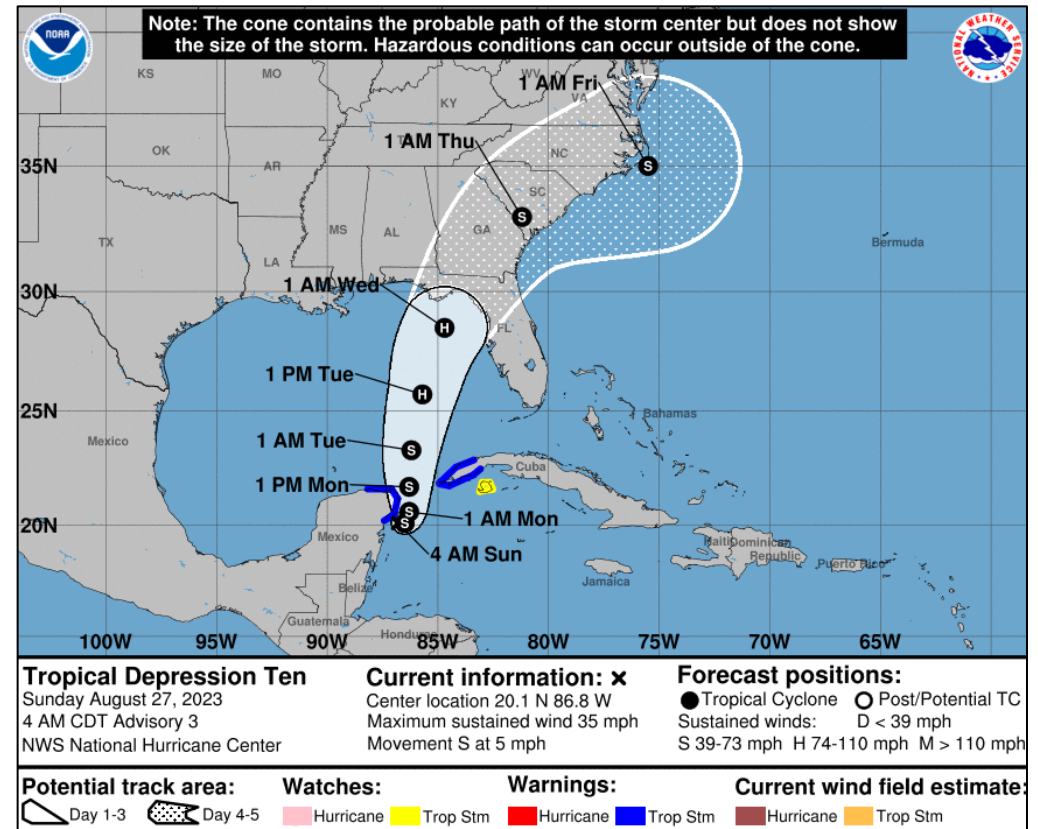 Note: The cone contains the probable path of the storm center but does not show
the size of the storm. Hazardous conditions can occur outside of the cone.
NOAA
NATIONAL WEATHER SERVICE
KS
MO
WV
1 AM Fri
VA
KY
1 AM Thu
35N
OK
AR
NC
S
SC
S
TX
MS
AL
GA
Bermuda
LA
30N
1 AM Wed
H
FL
1 PM Tue
H
25N
Bahamas
Mexico
1 AM Tue
S
Cuba
1 PM Mon
S
20N
S
1 AM Mon
S
Mexico
4 AM Sun
Haiti
Dominican
Republic
Puerto Rico
Jamaica
Belize
Guatemala
Honduras
100W 95W 90W 85W 80W 75W 70W 65W
Tropical Depression Ten
Sunday August 27, 2023
4 AM CDT Advisory 3
NWS National Hurricane Center
Current information: x
Center location 20.1 N 86.8 W
Maximum sustained wind 35 mph
Movement S at 5 mph
Forecast positions:
Tropical Cyclone Post/Potential TC
Sustained winds: D < 39 mph
S 39-73 mph H 74-110 mph M > 110 mph
Potential track area:
Day 1-3 Day 4-5
Watches:
Hurricane Trop Stm
Warnings:
Hurricane Trop Stm
Current wind field estimate:
Hurricane Trop Stm